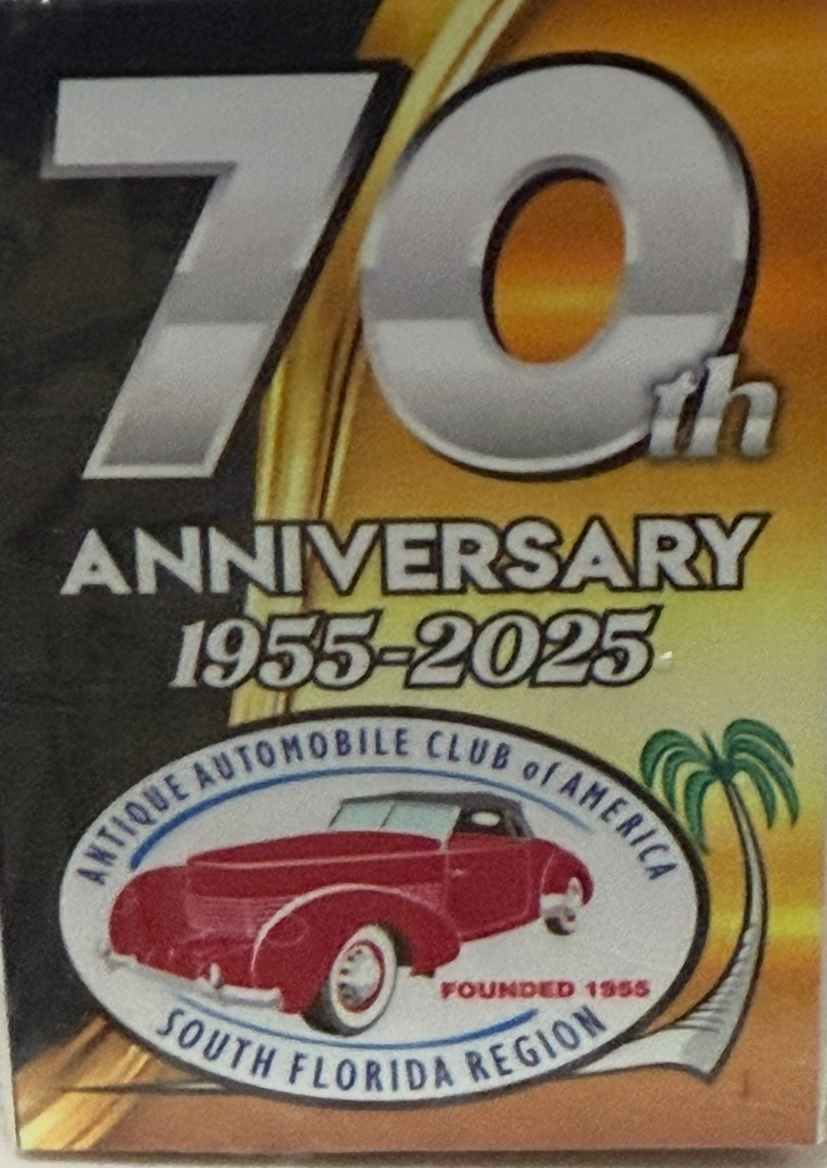 70th
ANNIVERSARY
1955-2025
ANTIQUE AUTOMOBILE CLUB of AMERICA
FOUNDED 1955
SOUTH FLORIDA REGION